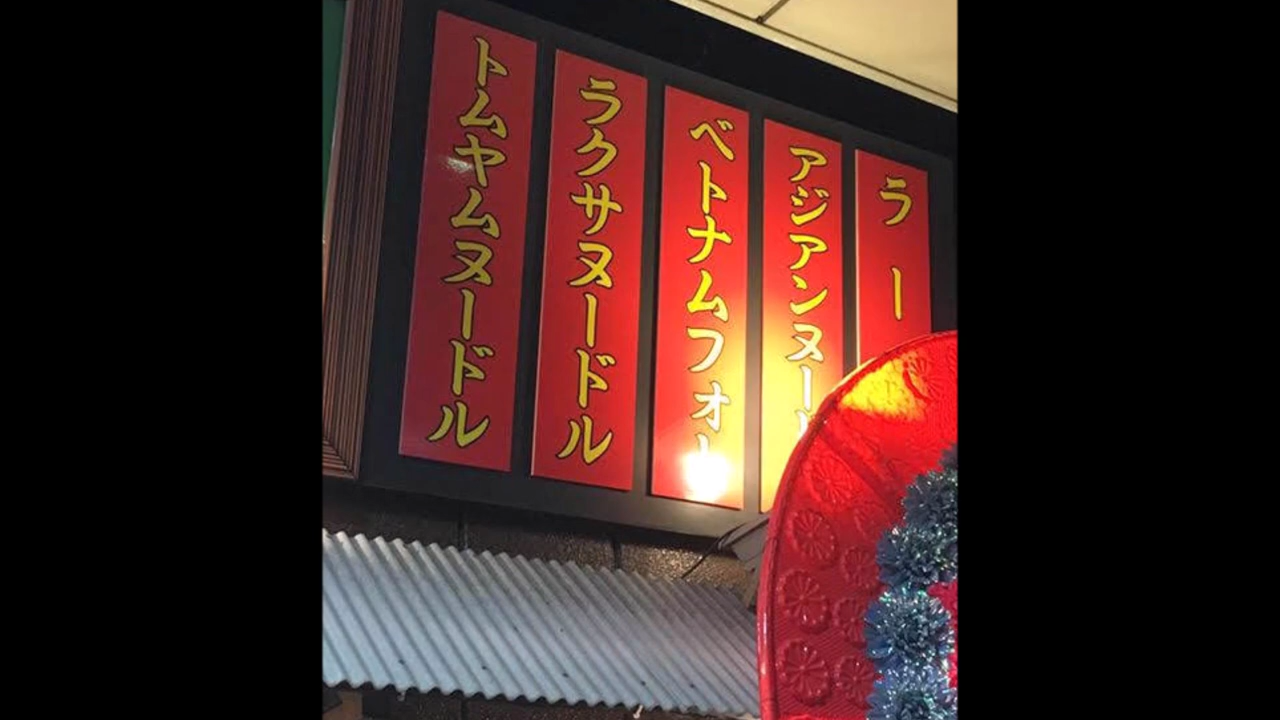 ラー
アジアンヌー
ベトナムフォー
ラクサヌードル
トムヤムヌードル